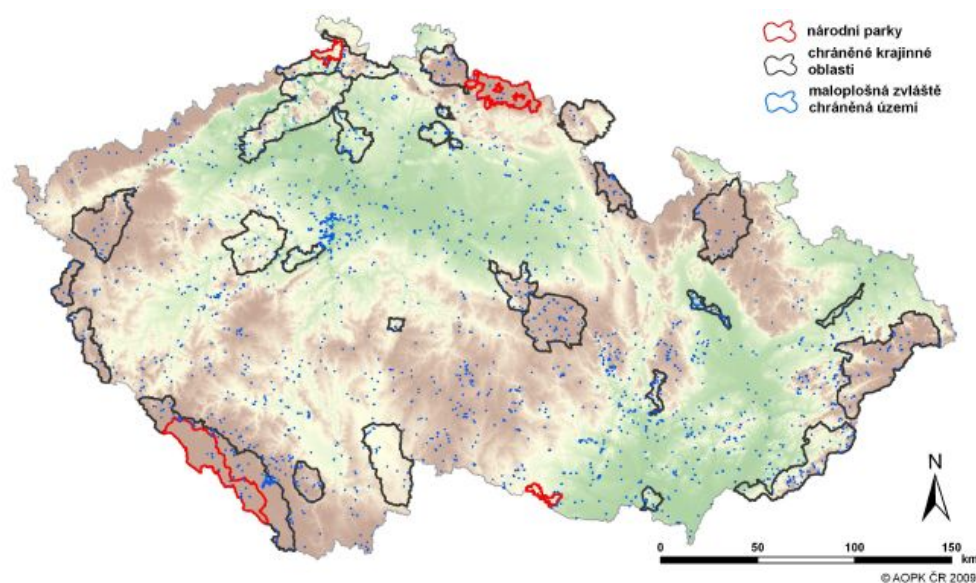 národní parky
chráněné krajinné
oblasti
maloplošná zvláště
chráněná území
N
0 50 100 150
km
© AOPK ČR 2009